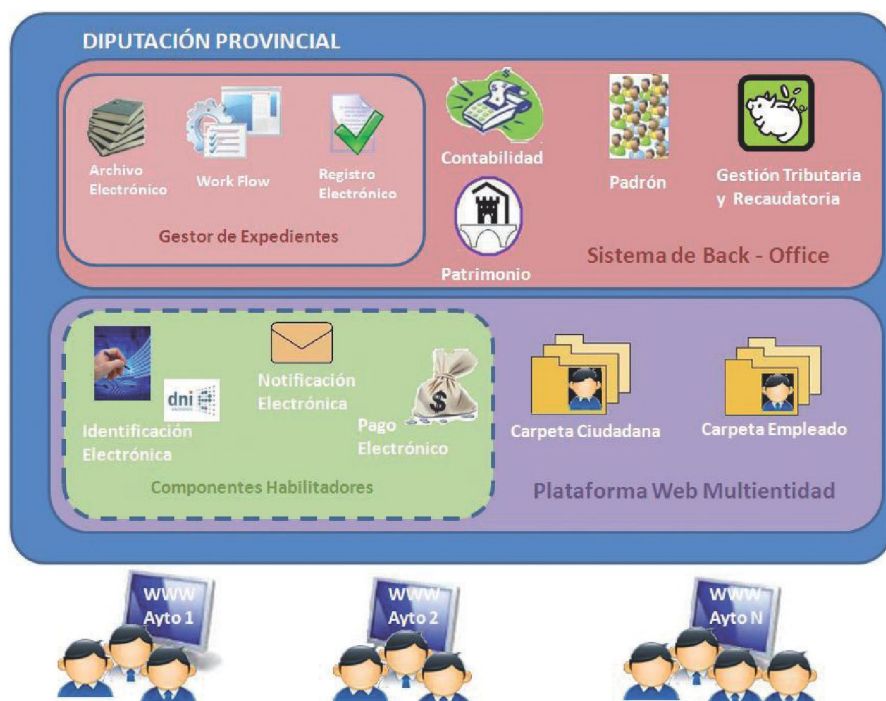 DIPUTACIÓN PROVINCIAL
Archivo
Electrónico
Work Flow
Registro
Electrónico
Gestor de Expedientes
$
Contabilidad
Patrimonio
Padrón
Gestión Tributaria
y Recaudatoria
Sistema de Back - Office
dni
Identificación
Electrónica
Notificación
Electrónica
$
Pago
Electrónico
Componentes Habilitadores
Carpeta Ciudadana
Carpeta Empleado
Plataforma Web Multientidad
WWW
Ayto 1
WWW
Ayto 2
WWW
Ayto N